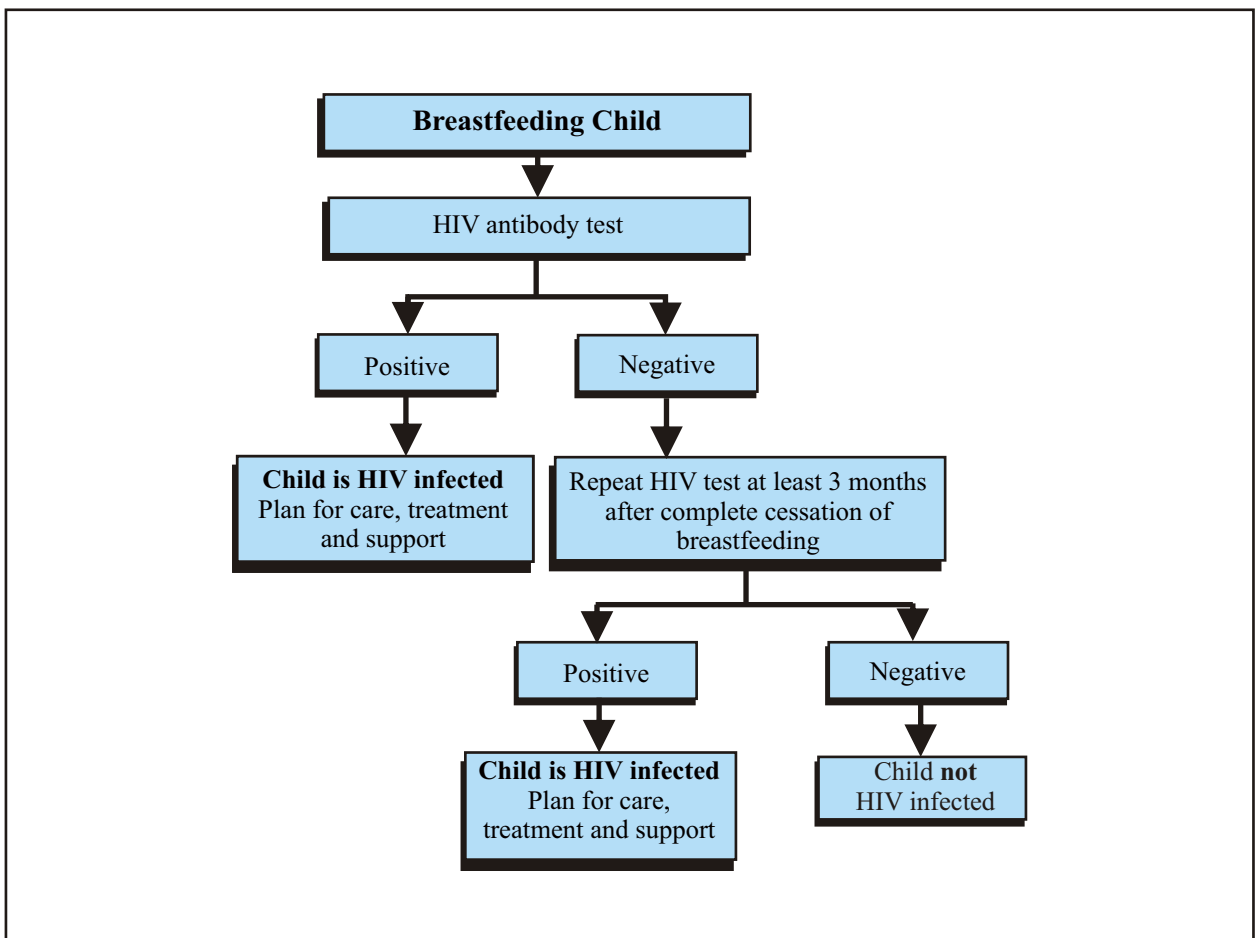 Breastfeeding Child
HIV antibody test
Positive
Negative
Child is HIV infected
Plan for care, treatment
and support
Repeat HIV test at least 3 months
after complete cessation of
breastfeeding
Positive
Negative
Child is HIV infected
Plan for care,
treatment and support
Child not
HIV infected